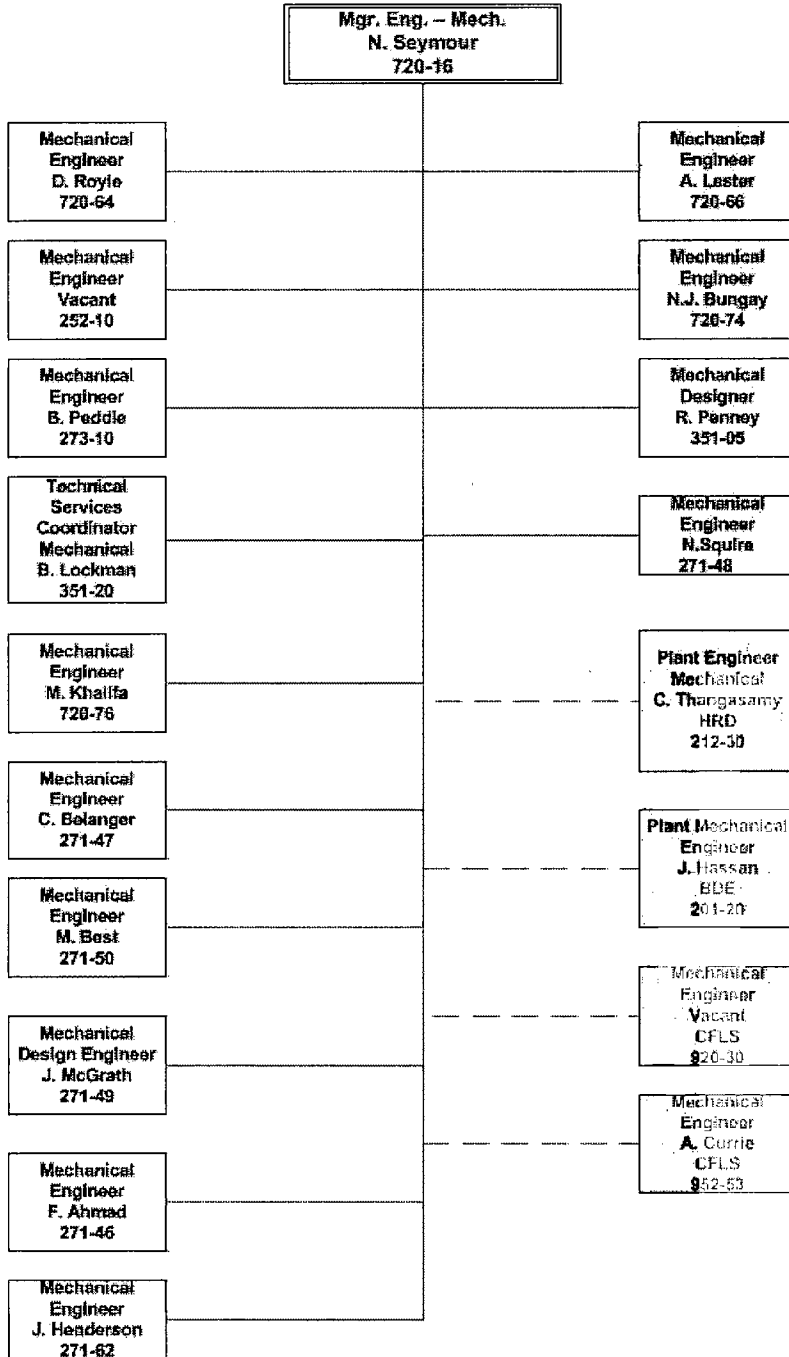 Mgr. Eng. – Mech.
N. Seymour
720-16
Mechanical
Engineer
D. Royle
720-64
Mechanical
Engineer
A. Lester
720-66
Mechanical
Engineer
Vacant
252-10
Mechanical
Engineer
N.J. Bungay
720-74
Mechanical
Engineer
B. Peddle
273-10
Mechanical
Designer
R. Penney
351-05
Technical
Services
Coordinator
Mechanical
B. Lockman
351-20
Mechanical
Engineer
N.Squire
271-48
Mechanical
Engineer
M. Khalifa
720-76
Plant Engineer
Mechanical
C. Thangasamy
HRD
212-30
Mechanical
Engineer
C. Belanger
271-47
Plant Mechanical
Engineer
J. Hassan
BDE
201-20
Mechanical
Engineer
M. Best
271-50
Mechanical
Engineer
Vacant
CFLS
920-30
Mechanical
Design Engineer
J. McGrath
271-49
Mechanical
Engineer
A. Currie
CFLS
952-53
Mechanical
Engineer
F. Ahmad
271-46
Mechanical
Engineer
J. Henderson
271-62